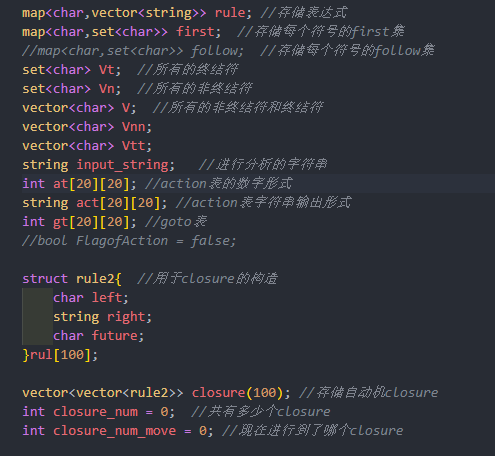 map<char,vector<string>> rule; //存储表达式
map<char,set<char>> first;  //存储每个符号的first集
//map<char,set<char>> follow;  //存储每个符号的follow集
set<char> Vt;  //所有的终结符
set<char> Vn;  //所有的非终结符
vector<char> V;  //所有的非终结符和终结符
vector<char> Vnn;
vector<char> Vtt;
string input_string;   //进行分析的字符串
int at[20][20]; //action表的数字形式
string act[20][20]; //action表字符串输出形式
int gt[20][20]; //goto表
//bool FlagofAction = false;
struct rule2{  //用于closure的构造
    char left;
    string right;
    char future;
}rul[100];
vector<vector<rule2>> closure(100); //存储自动机closure
int closure_num = 0;  //共有多少个closure
int closure_num_move = 0; //现在进行到了哪个closure